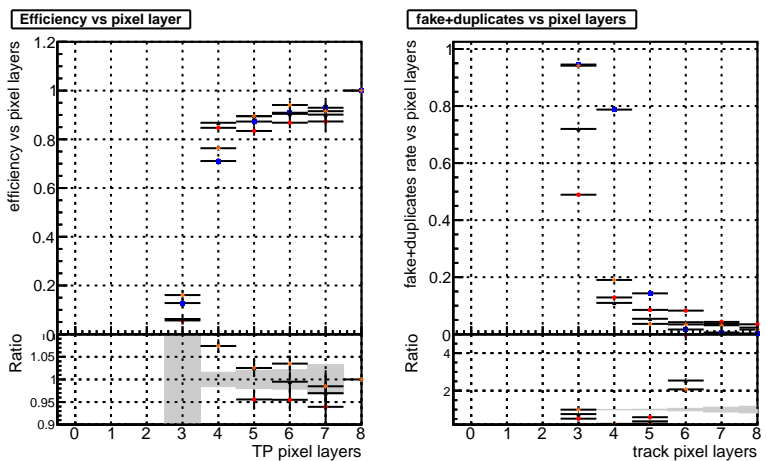 Efficiency vs pixel layer
efficiency vs pixel layers
1.2
1
0.8
0.6
0.4
0.2
0
Ratio
1.05
1
0.95
0.9
0 1 2 3 4 5 6 7 8
TP pixel layers
fake+duplicates vs pixel layers
fake+duplicates rate vs pixel layers
1
0.8
0.6
0.4
0.2
0
Ratio
4
2
0 1 2 3 4 5 6 7 8
track pixel layers